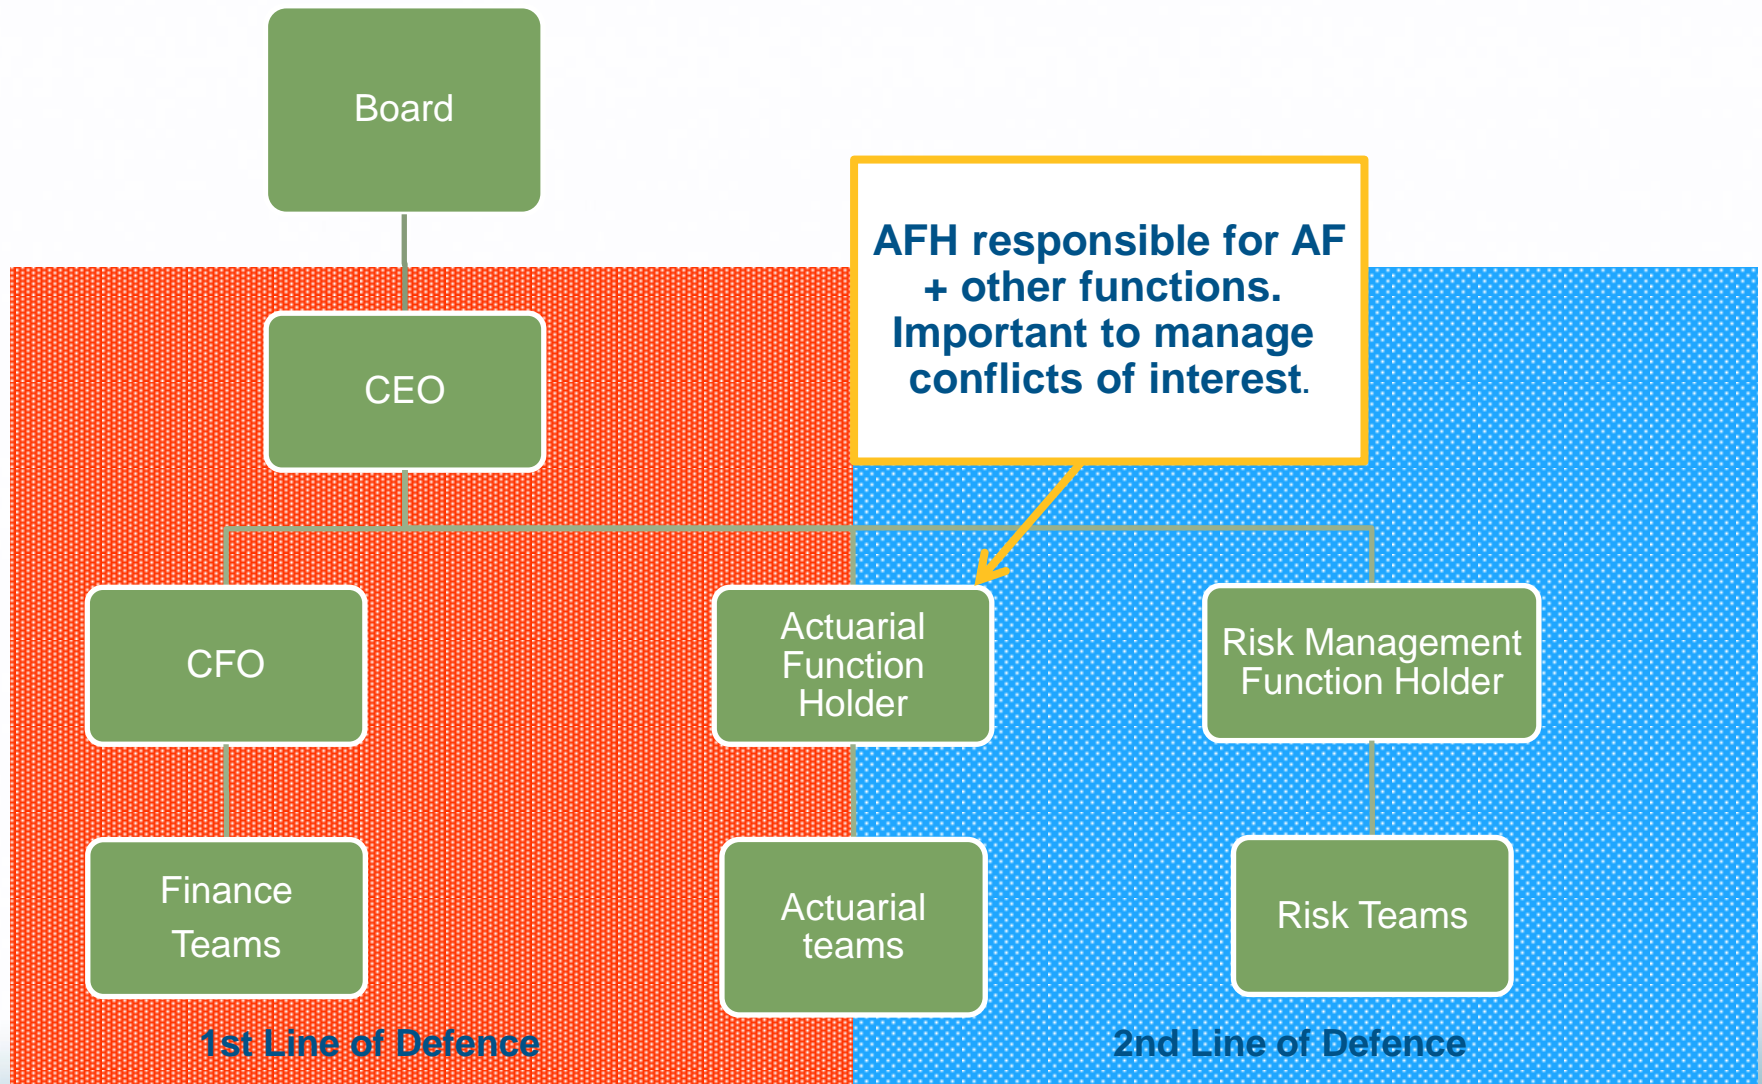 Board
AFH responsible for AF
+ other functions.
Important to manage
conflicts of interest.
CEO
CFO
Actuarial
Function
Holder
Risk Management
Function Holder
Finance
Teams
Actuarial
teams
Risk Teams
1st Line of Defence
2nd Line of Defence